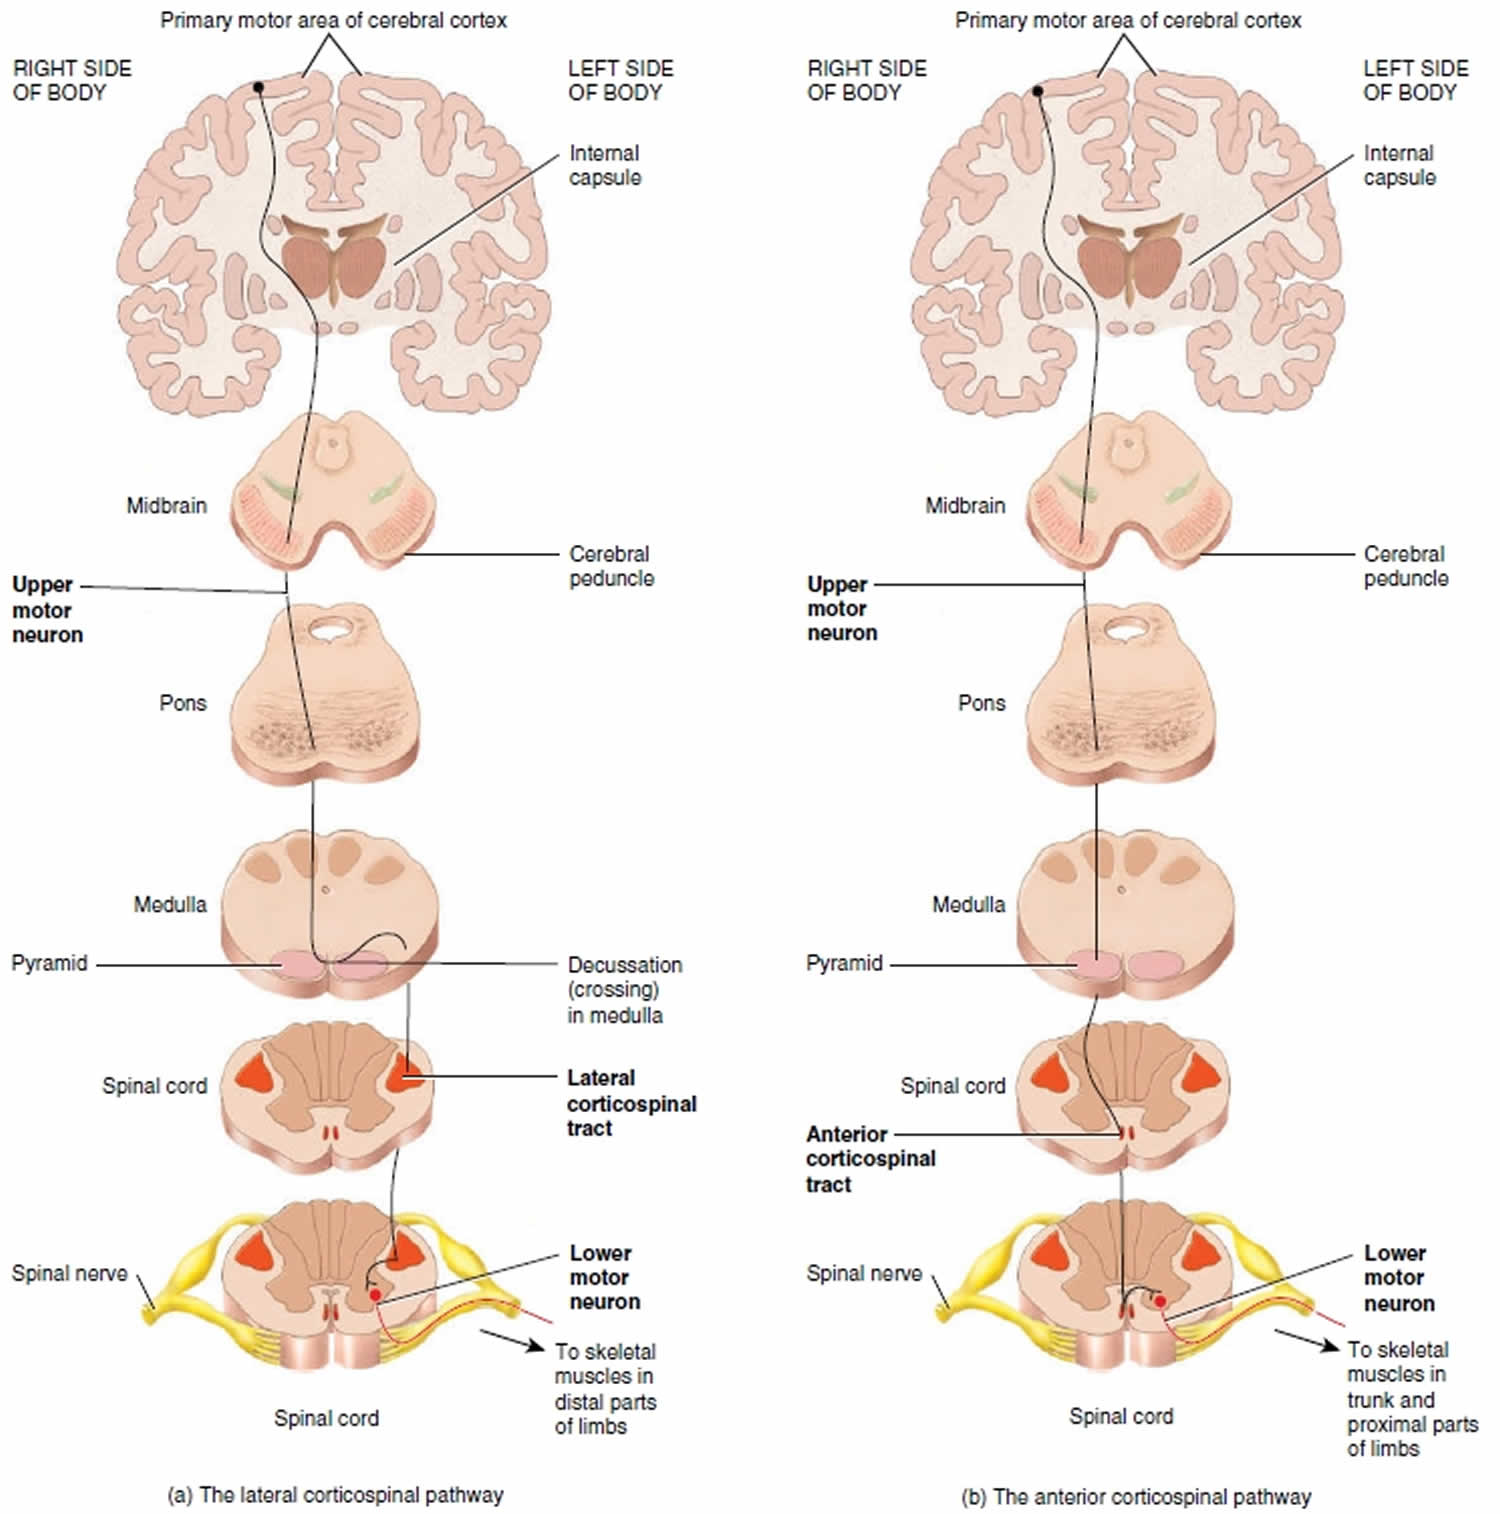 Primary motor area of cerebral cortex
RIGHT SIDE
OF BODY
LEFT SIDE
OF BODY
Internal
capsule
Midbrain
Cerebral
peduncle
Upper
motor
neuron
Pons
Medulla
Pyramid
Decussation
(crossing)
in medulla
Spinal cord
Lateral
corticospinal
tract
Spinal nerve
Lower
motor
neuron
To skeletal
muscles in
distal parts
of limbs
Spinal cord
(a) The lateral corticospinal pathway
Primary motor area of cerebral cortex
RIGHT SIDE
OF BODY
LEFT SIDE
OF BODY
Internal
capsule
Midbrain
Cerebral
peduncle
Upper
motor
neuron
Pons
Medulla
Pyramid
Spinal cord
Anterior
corticospinal
tract
Spinal nerve
Lower
motor
neuron
To skeletal
muscles in
trunk and
proximal parts
of limbs
Spinal cord
(b) The anterior corticospinal pathway